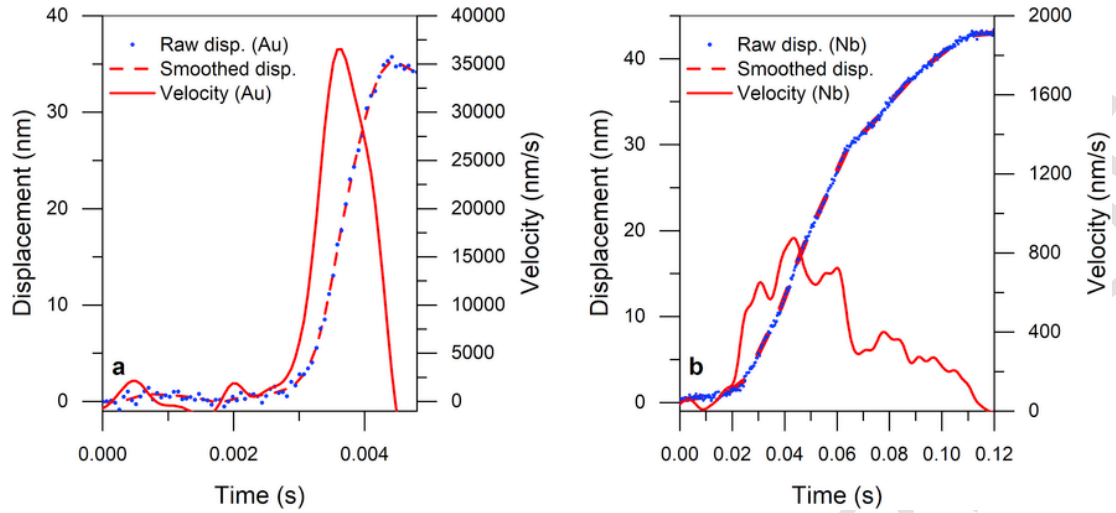 40
30
20
10
0
Displacement (nm)
Raw disp. (Au)
Smoothed disp.
Velocity (Au)
a
40000
35000
30000
25000
20000
15000
10000
5000
0
Velocity (nm/s)
0.000
0.002
0.004
Time (s)
40
30
20
10
0
Displacement (nm)
Raw disp. (Nb)
Smoothed disp.
Velocity (Nb)
b
2000
1600
1200
800
400
0
Velocity (nm/s)
0.00 0.02 0.04 0.06 0.08 0.10 0.12
Time (s)